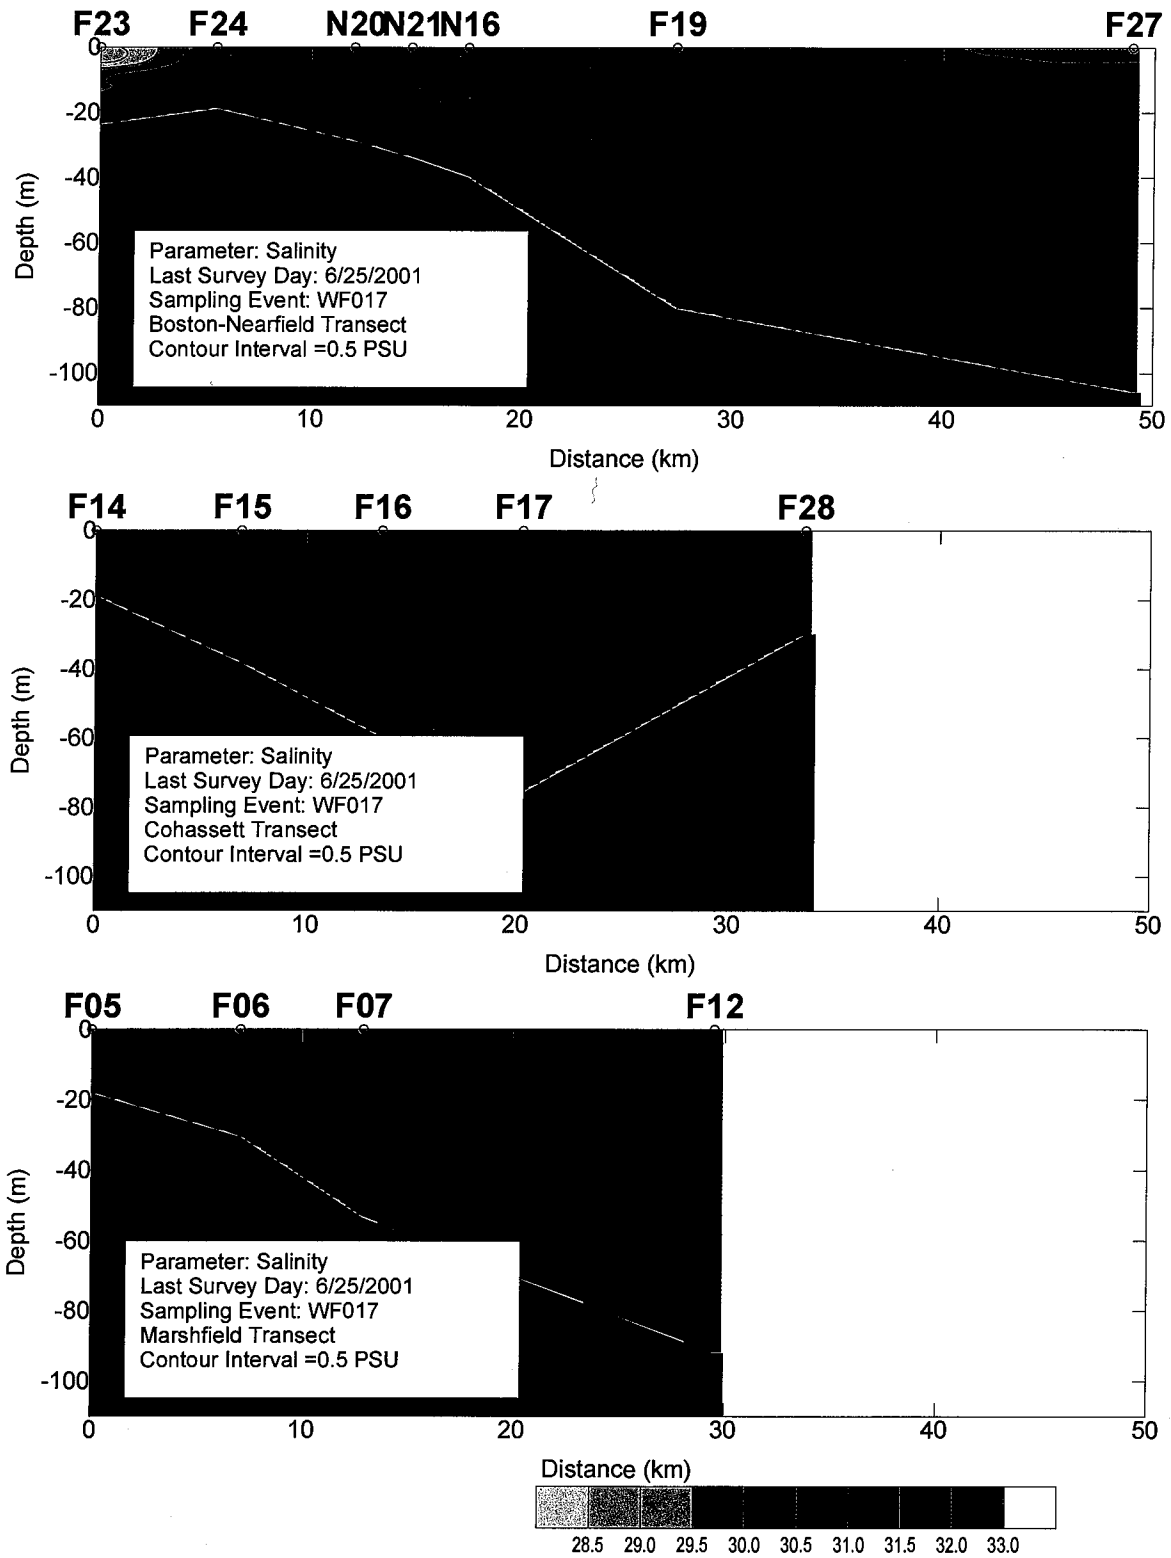 F23 F24 N20 N21 N16 F19 F27
0
-20
-40
-60
-80
-100
Depth (m)
Parameter: Salinity
Last Survey Day: 6/25/2001
Sampling Event: WF017
Boston-Nearfield Transect
Contour Interval =0.5 PSU
0 10 20 30 40 50
Distance (km)
F14 F15 F16 F17 F28
0
-20
-40
-60
-80
-100
Depth (m)
Parameter: Salinity
Last Survey Day: 6/25/2001
Sampling Event: WF017
Cohassett Transect
Contour Interval =0.5 PSU
0 10 20 30 40 50
Distance (km)
F05 F06 F07 F12
0
-20
-40
-60
-80
-100
Depth (m)
Parameter: Salinity
Last Survey Day: 6/25/2001
Sampling Event: WF017
Marshfield Transect
Contour Interval =0.5 PSU
0 10 20 30 40 50
Distance (km)
28.5 29.0 29.5 30.0 30.5 31.0 31.5 32.0 33.0